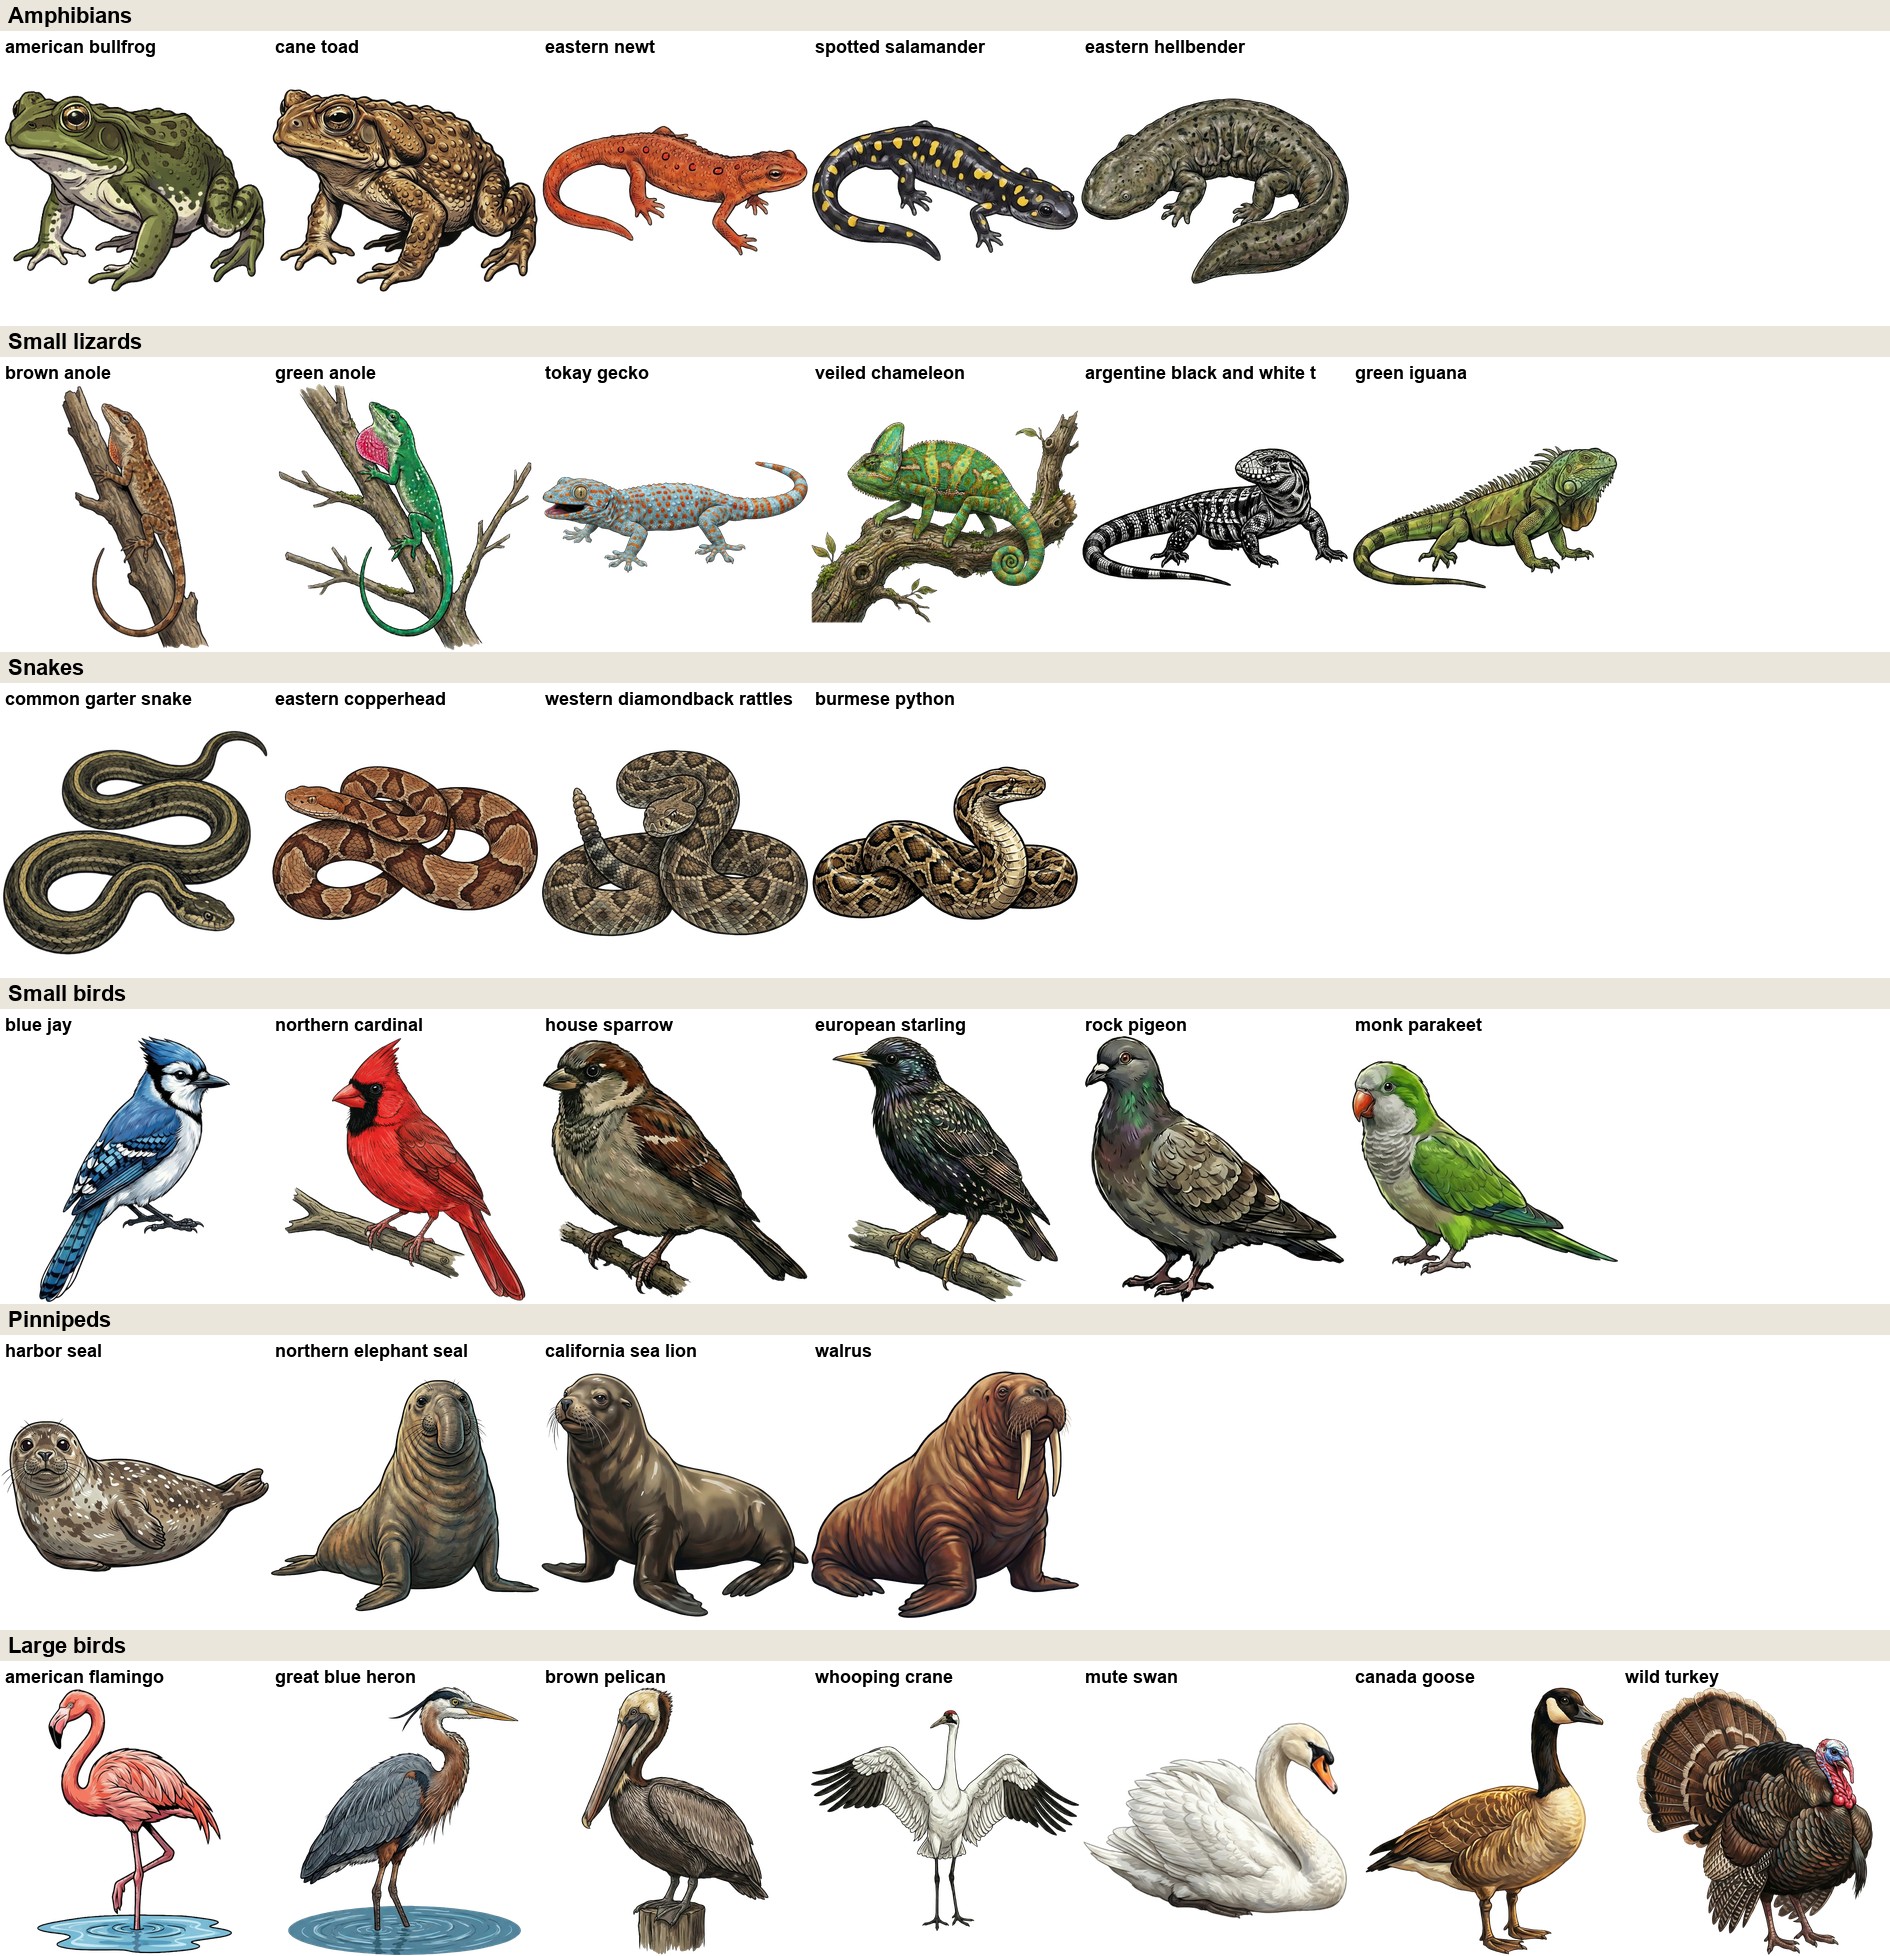 Amphibians
american bullfrog cane toad eastern newt spotted salamander eastern hellbender
Small lizards
brown anole green anole tokay gecko veiled chameleon argentine black and white t green iguana
Snakes
common garter snake eastern copperhead western diamondback rattles burmese python
Small birds
blue jay northern cardinal house sparrow european starling rock pigeon monk parakeet
Pinnipeds
harbor seal northern elephant seal california sea lion walrus
Large birds
american flamingo great blue heron brown pelican whooping crane mute swan canada goose wild turkey